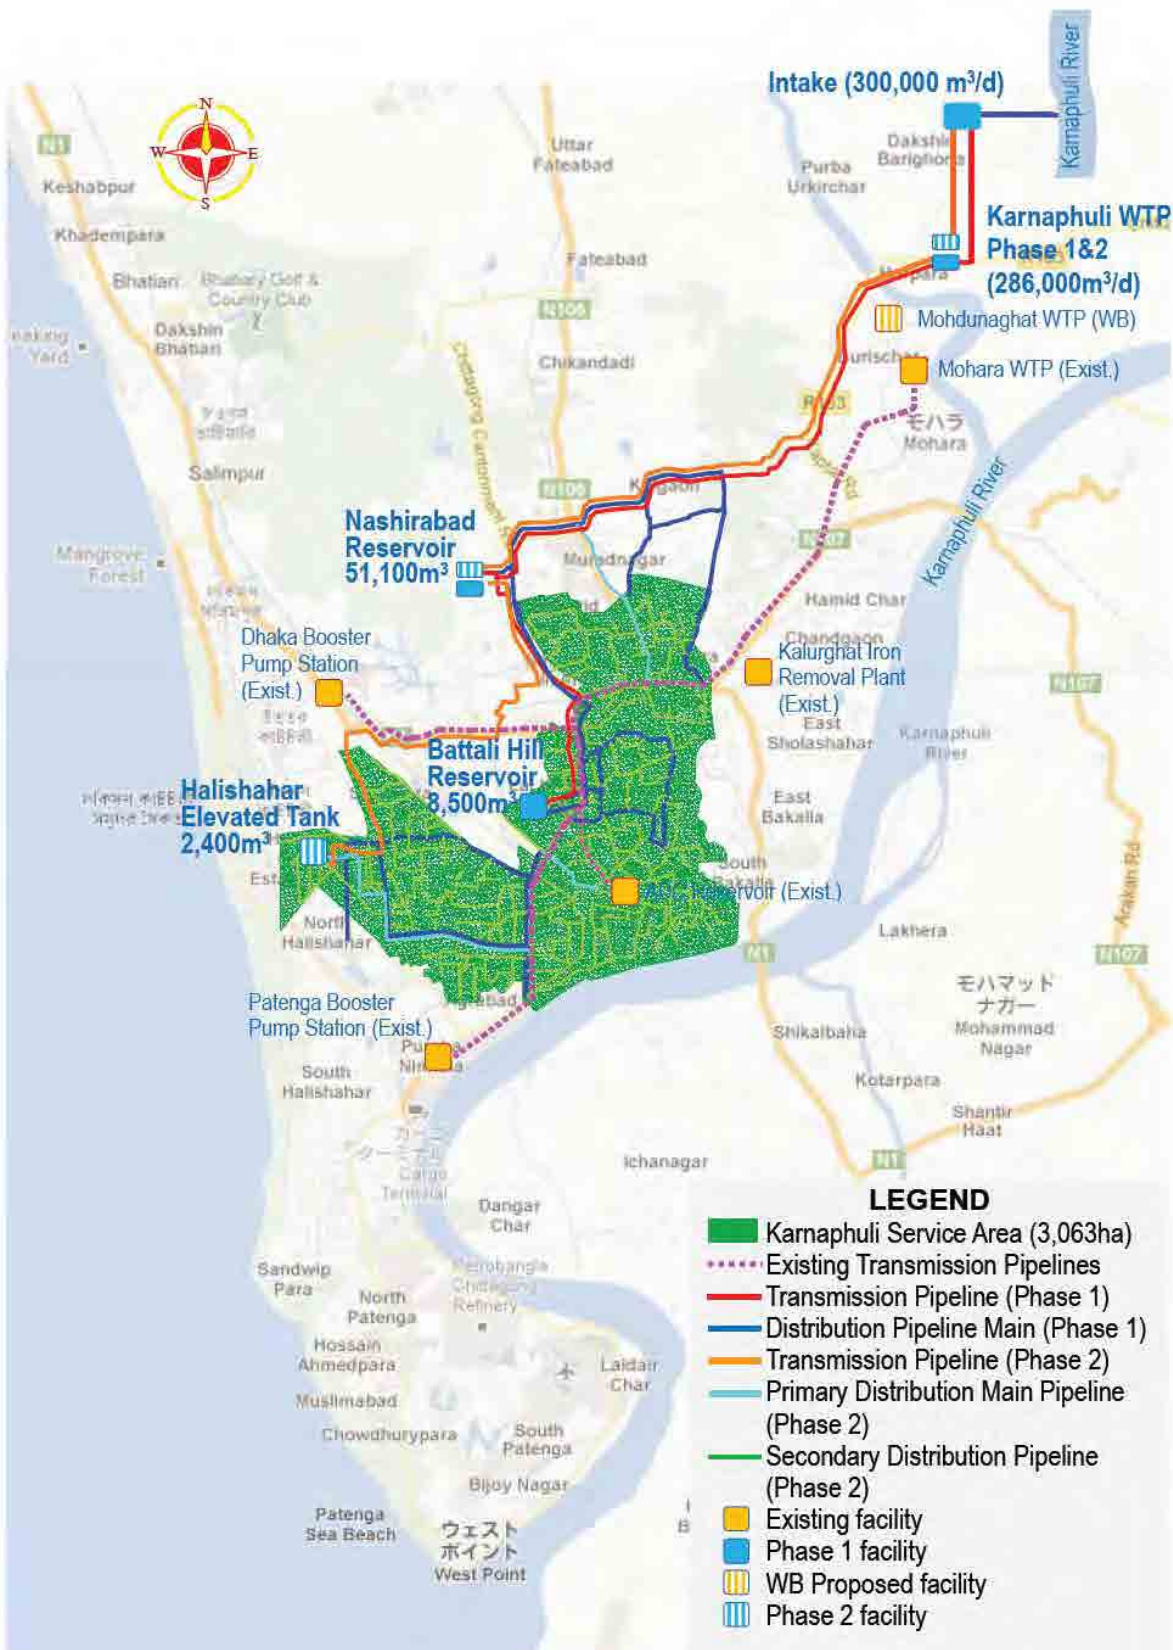 Karnaphuli River
Intake (300,000 m³/d)
N
W
E
S
N1
Keshabpur
Uttar
Fateabad
Dakshin
Purba
Urkirchar
Karnaphuli WTP
Phase 1&2
(286,000m³/d)
Khadempara
Bhatiari
Bhatiary Golf &
Country Club
Fateabad
N106
Mohdunaghat WTP (WB)
Dakshin
Bhatiari
Yard
Chikandadi
Mohara WTP (Exist.)
モハラ
Mohara
Salimpur
N106
Nashirabad
Reservoir
51,100m³
Muradnagar
Mangrove
Forest
Karnaphuli River
Hamid Char
Chandgaon
Dhaka Booster
Pump Station
(Exist.)
Kalurghat Iron
Removal Plant
(Exist.)
N107
East
Sholashahar
Karnaphuli
River
Battali Hill
Reservoir
8,500m³
Halishahar
Elevated Tank
2,400m³
East
Bakalia
South
Bakalia
ADC Reservoir (Exist.)
Arakan Rd
North
Halishahar
Lakhera
N1
N107
Agrabad
モハマッド
ナガー
Mohammad
Nagar
Patenga Booster
Pump Station (Exist.)
Shikalbaha
South
Halishahar
Kotarpara
Shantir
Haat
Ichanagar
N1
Cargo
Terminal
Dangar
Char
Sandwip
Para
North
Patenga
Petrobangla
Chittagong
Refinery
Hossain
Ahmedpara
Laldair
Char
Muslimabad
Chowdhurypara
South
Patenga
Bijoy Nagar
Patenga
Sea Beach
ウェスト
ポイント
West Point
LEGEND
Karnaphuli Service Area (3,063ha)
Existing Transmission Pipelines
Transmission Pipeline (Phase 1)
Distribution Pipeline Main (Phase 1)
Transmission Pipeline (Phase 2)
Primary Distribution Main Pipeline
(Phase 2)
Secondary Distribution Pipeline
(Phase 2)
Existing facility
Phase 1 facility
WB Proposed facility
Phase 2 facility